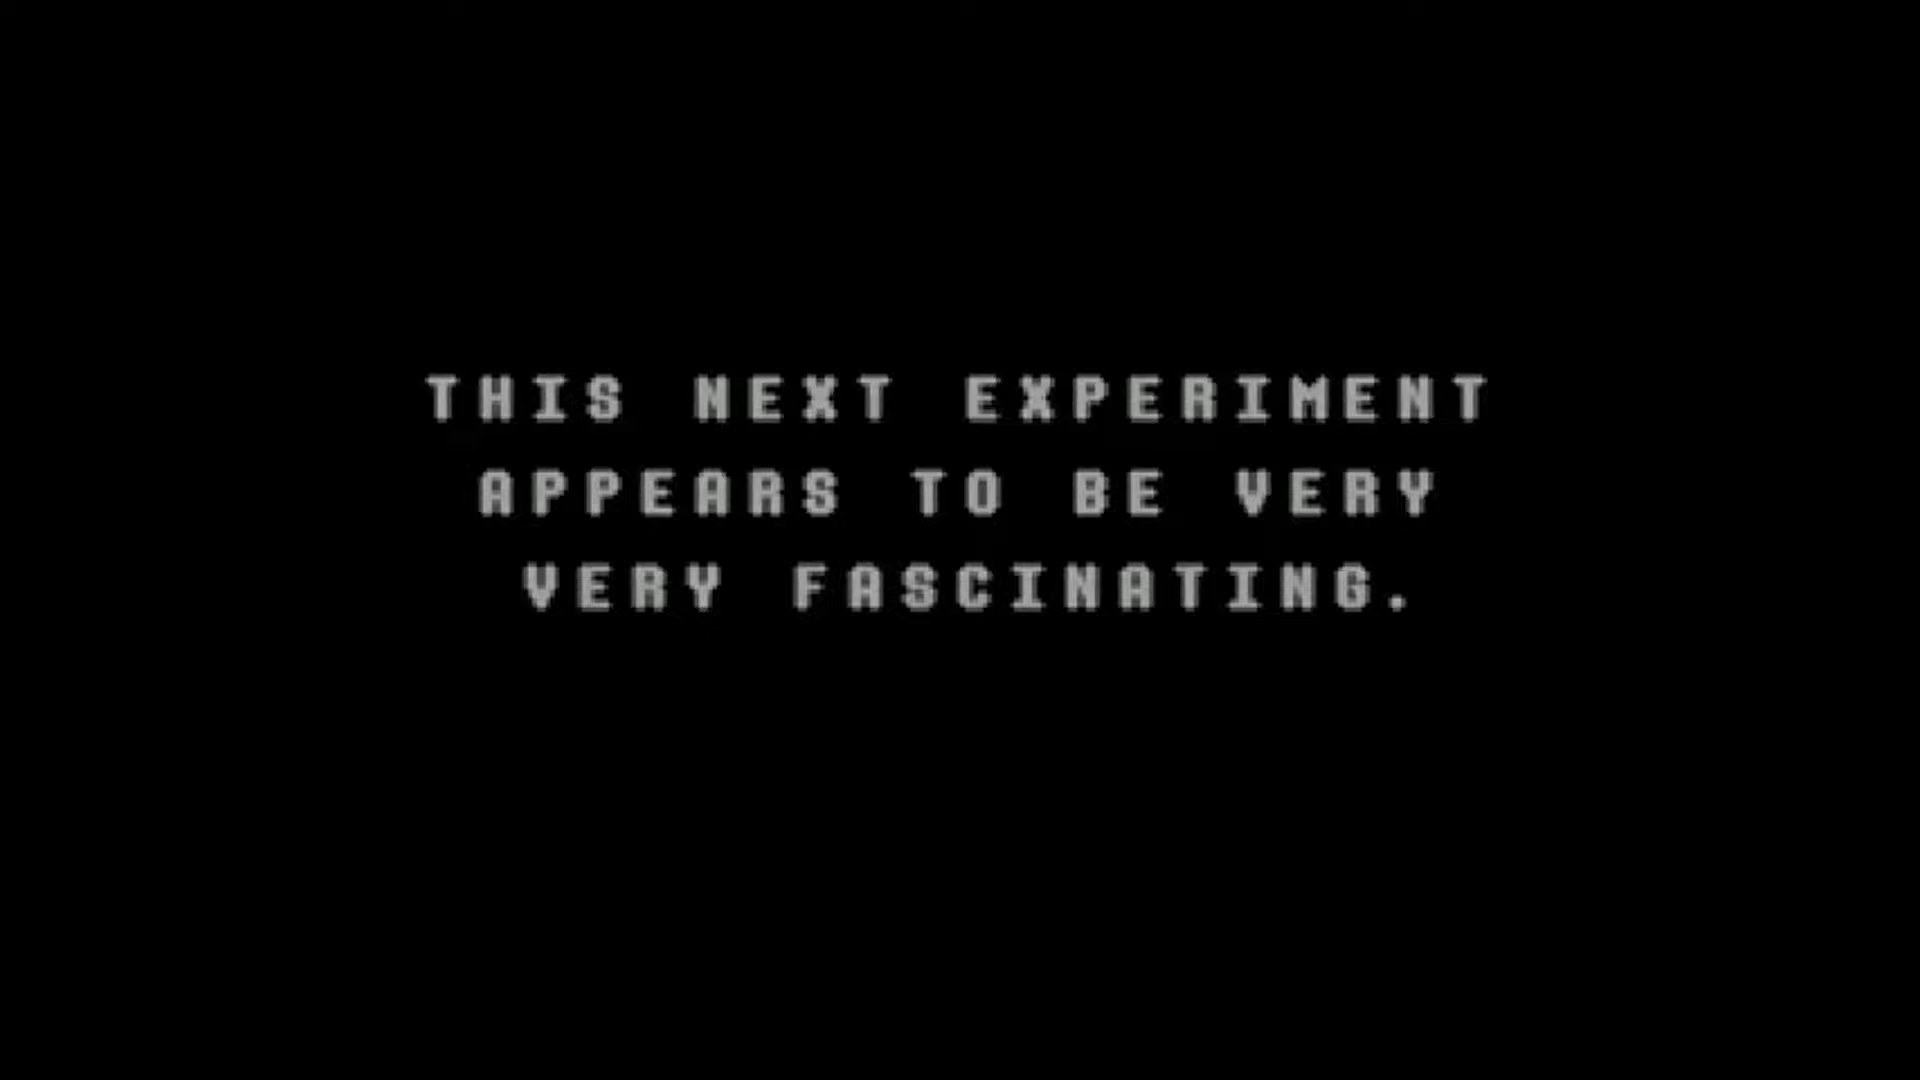 THIS NEXT EXPERIMENT
APPEARS TO BE VERY
VERY FASCINATING.